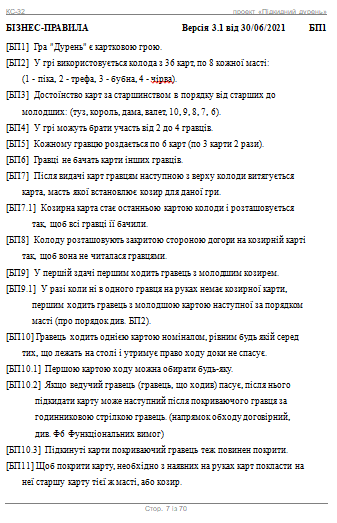 КС-32 проект «Підкидний дурень»
БІЗНЕС-ПРАВИЛА Версія 3.1 від 30/06/2021 БП1
[БП1] Гра "Дурень" є картковою грою.
[БП2] У грі використовується колода з 36 карт, по 8 кожної масті:
(1 - піка, 2 - трефа, 3 - бубна, 4 - чірва).
[БП3] Достоїнство карт за старшинством в порядку від старших до
молодших: (туз, король, дама, валет, 10, 9, 8, 7, 6).
[БП4] У грі можуть брати участь від 2 до 4 гравців.
[БП5] Кожному гравцю роздається по 6 карт (по 3 карти 2 рази).
[БП6] Гравці не бачать карти інших гравців.
[БП7] Після видачі карт гравцям наступною з верху колоди витягується
карта, масть якої встановлює козир для даної гри.
[БП7.1] Козирна карта стає останньою картою колоди і розташовується
так, щоб всі гравці її бачили.
[БП8] Колоду розташовують закритою стороною догори на козирній карті
так, щоб вона не читалася гравцями.
[БП9] У першій здачі першим ходить гравець з молодшим козирем.
[БП9.1] У разі коли ні в одного гравця на руках немає козирної карти,
першим ходить гравець з молодшою картою наступної за порядком
масті (про порядок див. БП2).
[БП10] Гравець ходить однією картою номіналом, рівним будь якій серед
тих, що лежать на столі і утримує право ходу доки не спасує.
[БП10.1] Першою картою ходу можна обирати будь-яку.
[БП10.2] Якщо ведучий гравець (гравець, що ходив) пасує, після нього
підкидати карту може наступний після покриваючого гравця за
годинниковою стрілкою гравець. (напрямок обходу договірний,
див. Ф6 Функціональних вимог)
[БП10.3] Підкинуті карти покриваючий гравець теж повинен покрити.
[БП11] Щоб покрити карту, необхідно з наявних на руках карт покласти на
неї старшу карту тієї ж масті, або козир.
Стор. 7 із 70